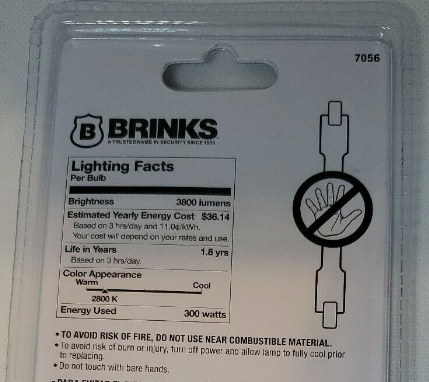 7056
B BRINKS
A TRUSTED NAME IN SECURITY SINCE 1859
Lighting Facts
Per Bulb
Brightness 3800 lumens
Estimated Yearly Energy Cost $36.14
Based on 3 hrs/day and 11.0¢/kWh.
Your cost will depend on your rates and use.
Life in Years 1.8 yrs
Based on 3 hrs/day.
Color Appearance
Warm Cool
2800 K
Energy Used 300 watts
• TO AVOID RISK OF FIRE, DO NOT USE NEAR COMBUSTIBLE MATERIAL.
• To avoid risk of burn or injury, turn off power and allow lamp to fully cool prior
to replacing.
• Do not touch with bare hands.